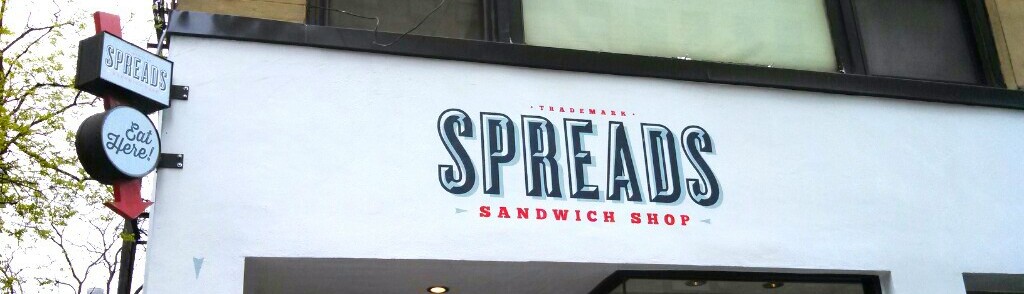 SPREADS
Eat
Here!
· TRADEMARK ·
SPREADS
SANDWICH SHOP